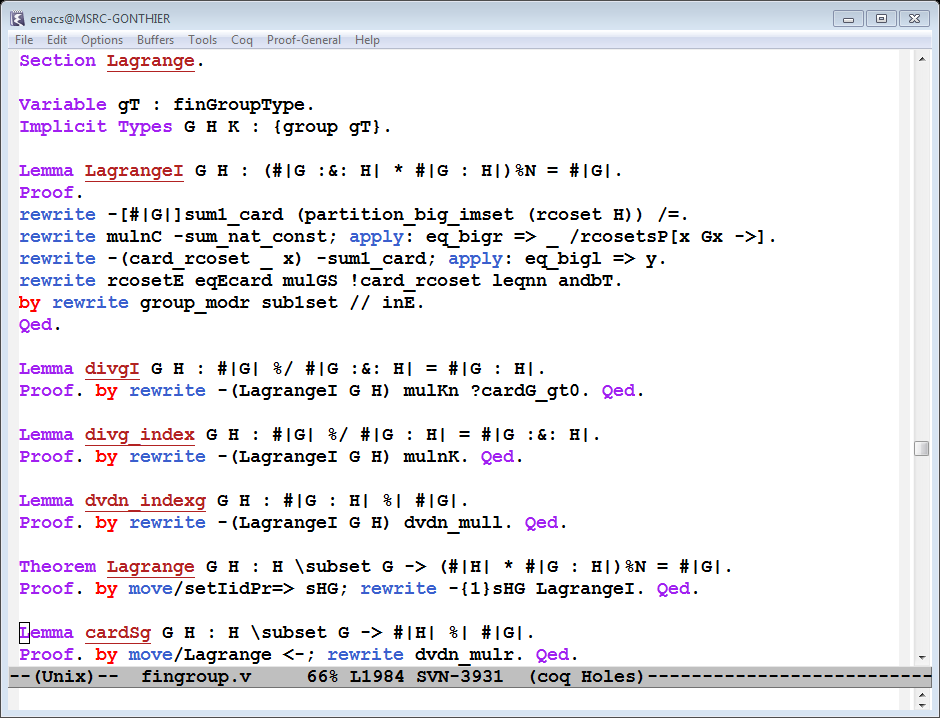 emacs@MSRC-GONTHIER
File Edit Options Buffers Tools Coq Proof-General Help
Section Lagrange.
Variable gT : finGroupType.
Implicit Types G H K : {group gT}.
Lemma LagrangeI G H : (#|G :&: H| * #|G : H|)%N = #|G|.
Proof.
rewrite -[#|G|]sum1_card (partition_big_imset (rcoset H)) /=.
rewrite mulnC -sum_nat_const; apply: eq_bigr => _ /rcosetsP[x Gx ->].
rewrite -(card_rcoset _ x) -sum1_card; apply: eq_bigl => y.
rewrite rcosetE eqEcard mulGS !card_rcoset leqnn andbT.
by rewrite group_modr sub1set // inE.
Qed.
Lemma divgI G H : #|G| %/ #|G :&: H| = #|G : H|.
Proof. by rewrite -(LagrangeI G H) mulKn ?cardG_gt0. Qed.
Lemma divg_index G H : #|G| %/ #|G : H| = #|G :&: H|.
Proof. by rewrite -(LagrangeI G H) mulnK. Qed.
Lemma dvdn_indexg G H : #|G : H| %| #|G|.
Proof. by rewrite -(LagrangeI G H) dvdn_mull. Qed.
Theorem Lagrange G H : H \subset G -> (#|H| * #|G : H|)%N = #|G|.
Proof. by move/setIidPr=> sHG; rewrite -{1}sHG LagrangeI. Qed.
Lemma cardSg G H : H \subset G -> #|H| %| #|G|.
Proof. by move/Lagrange <-; rewrite dvdn_mulr. Qed.
--(Unix)-- fingroup.v 66% L1984 SVN-3931 (coq Holes)--------------------------